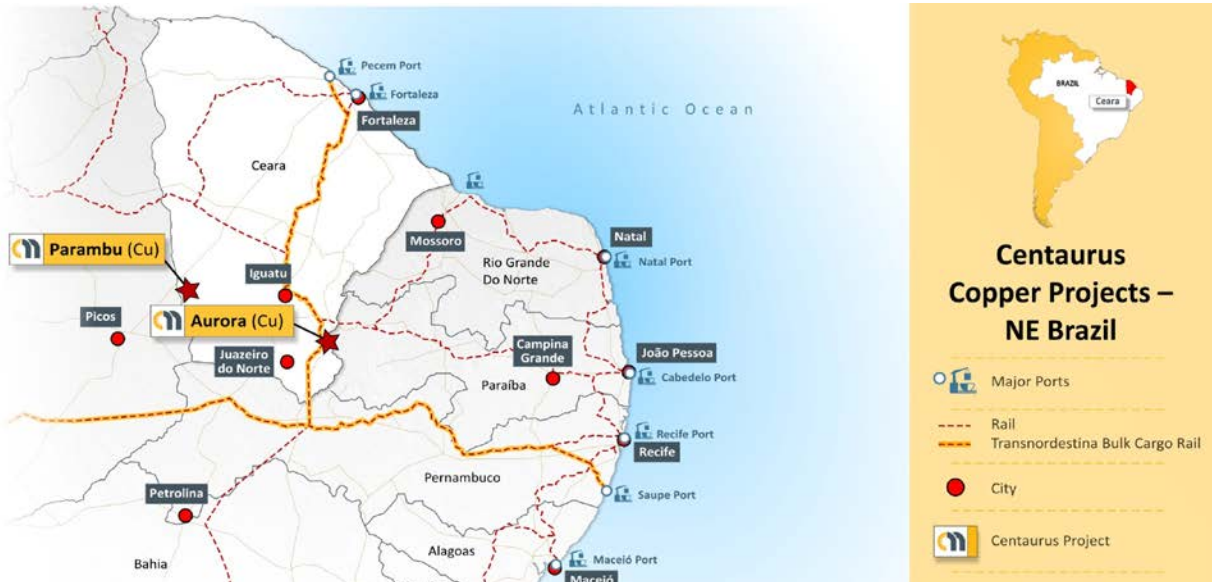 Pecem Port
Fortaleza
Fortaleza
Atlantic Ocean
Ceara
Parambu (Cu)
Mossoro
Natal
Natal Port
Rio Grande
Do Norte
Iguatu
Aurora (Cu)
Picos
Juazeiro
do Norte
Campina
Grande
João Pessoa
Cabedelo Port
Paraíba
Recife Port
Recife
Pernambuco
Saupe Port
Petrolina
Bahia
Alagoas
Maceió Port
Maceió
BRAZIL
Ceara
Centaurus
Copper Projects –
NE Brazil
Major Ports
Rail
Transnordestina Bulk Cargo Rail
City
Centaurus Project